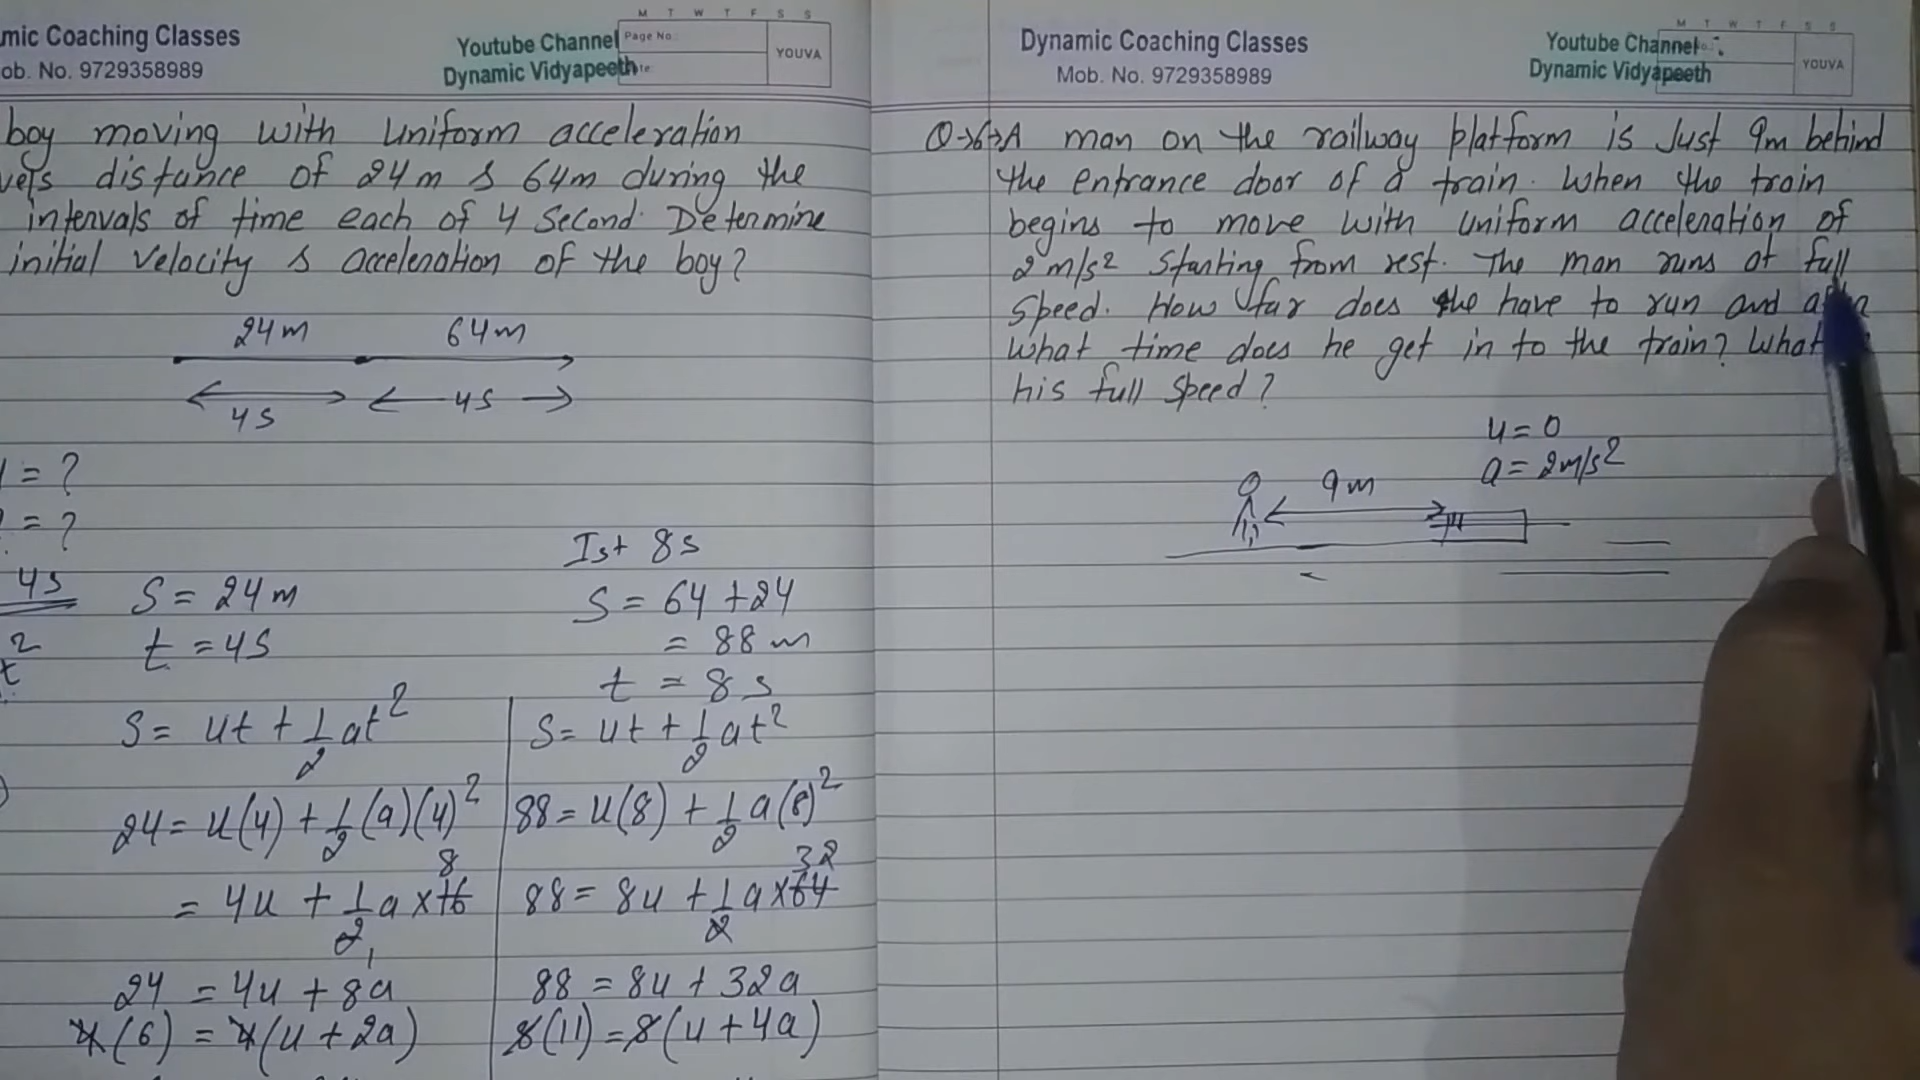 mic Coaching Classes
ob. No. 9729358989
Youtube Channel
Dynamic Vidyapeeth
M T W T F S S
Page No.
te:
YOUVA
boy moving with uniform acceleration
vers distance of 24m & 64m during the
intervals of time each of 4 second. Determine
initial velocity & acceleration of the boy?
24m 64m
4s 4s
= ?
= ?
4s
2
t
S = 24m
t = 4s
S = ut + 1/2 at²
24 = u(4) + 1/2 (a)(4)²
8
= 4u + 1/2 a × 16
1
24 = 4u + 8a
4(6) = 4(u + 2a)
Ist 8s
S = 64 + 24
= 88 m
t = 8s
S = ut + 1/2 at²
88 = u(8) + 1/2 a(8)²
32
88 = 8u + 1/2 a × 64
88 = 8u + 32a
8(11) = 8(u + 4a)
Dynamic Coaching Classes
Mob. No. 9729358989
Youtube Channel
Dynamic Vidyapeeth
M T W T F S S
YOUVA
Q→6→A man on the railway platform is Just 9m behind
the entrance door of a train. When the train
begins to move with uniform acceleration of
2 m/s² starting from rest. The man runs at full
speed. How far does he have to run and
what time does he get in to the train? What
his full speed?
u = 0
a = 2m/s²
9m